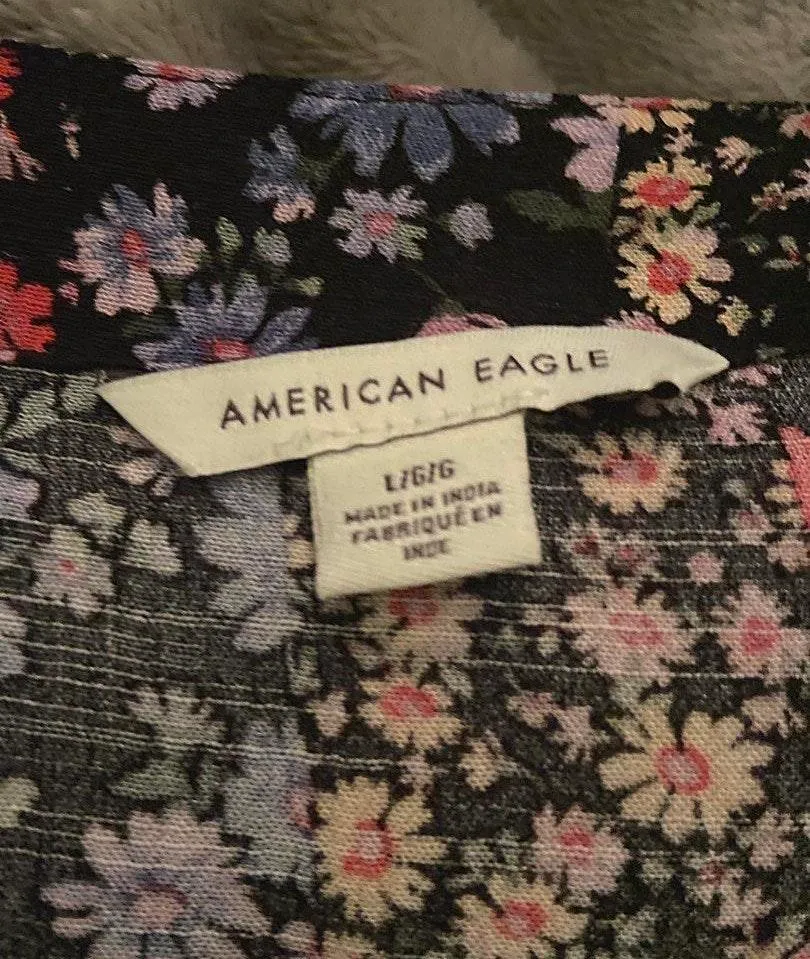 AMERICAN EAGLE
L/G/G
MADE IN INDIA
FABRIQUÉ EN
INDE